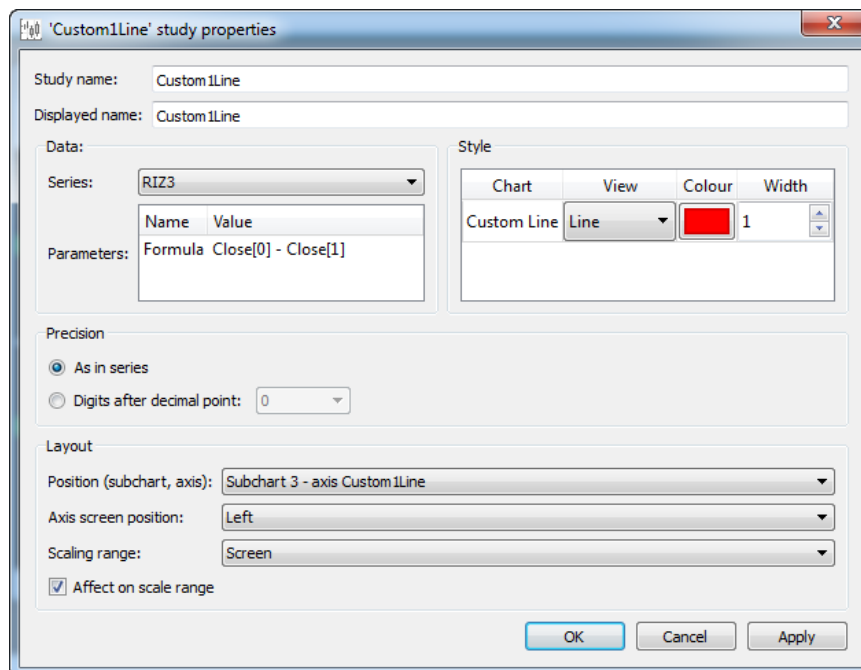 'Custom1Line' study properties
Study name: Custom1Line
Displayed name: Custom1Line
Data:
Series: RIZ3
Name Value
Parameters: Formula Close[0] - Close[1]
Style
Chart View Colour Width
Custom Line Line 1
Precision
As in series
Digits after decimal point: 0
Layout
Position (subchart, axis): Subchart 3 - axis Custom1Line
Axis screen position: Left
Scaling range: Screen
Affect on scale range
OK Cancel Apply